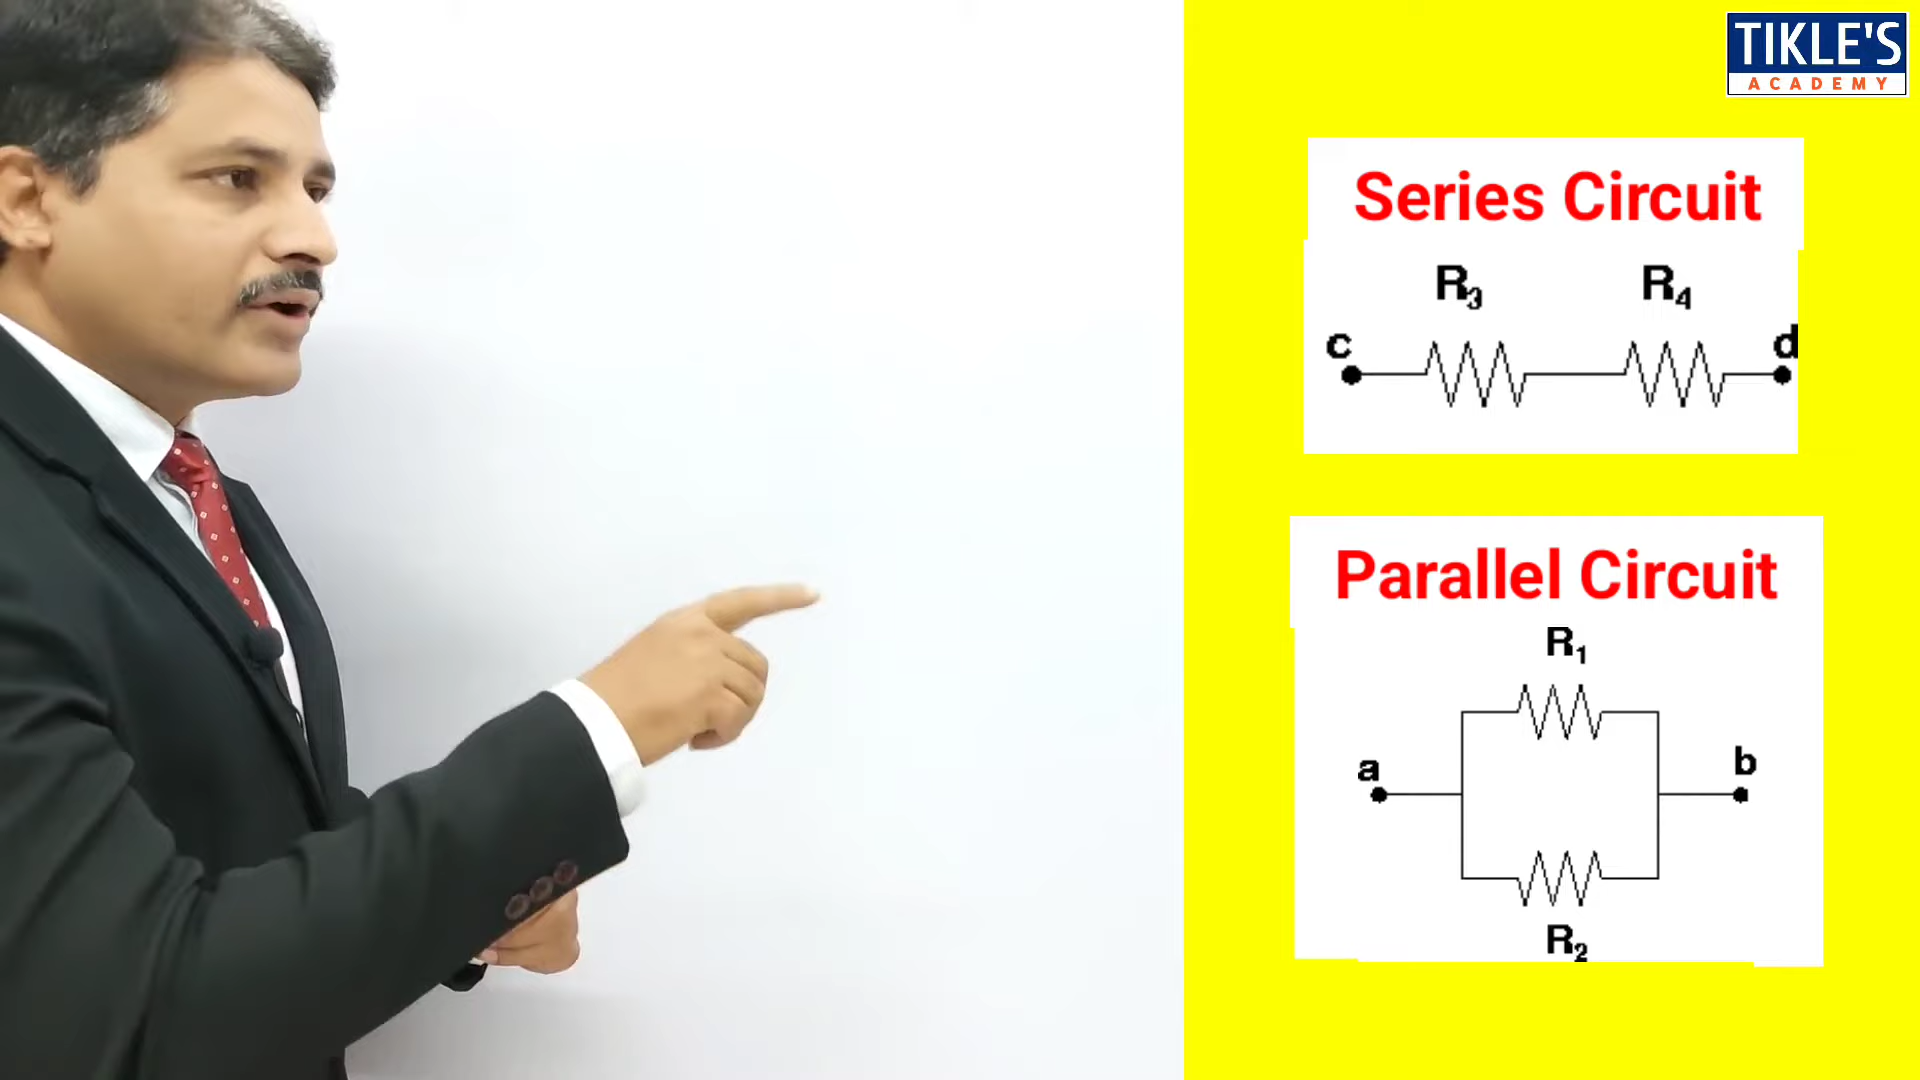 TIKLE'S
ACADEMY
Series Circuit
R3 R4
c d
Parallel Circuit
R1
a b
R2